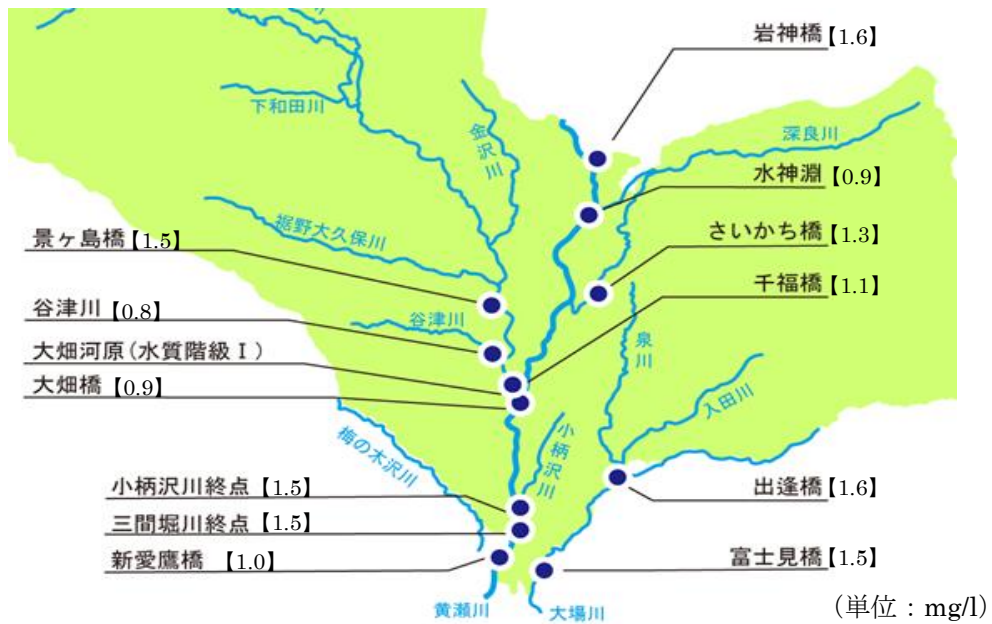 岩神橋【1.6】
下和田川
金沢川
深良川
水神淵【0.9】
裾野大久保川
景ヶ島橋【1.5】
さいかち橋【1.3】
千福橋【1.1】
谷津川【0.8】
谷津川
泉川
大畑河原(水質階級Ⅰ)
大畑橋【0.9】
入田川
小柄沢川
梅の木沢川
小柄沢川終点【1.5】
出逢橋【1.6】
三間堀川終点【1.5】
新愛鷹橋【1.0】
富士見橋【1.5】
黄瀬川
大場川
(単位:mg/l)